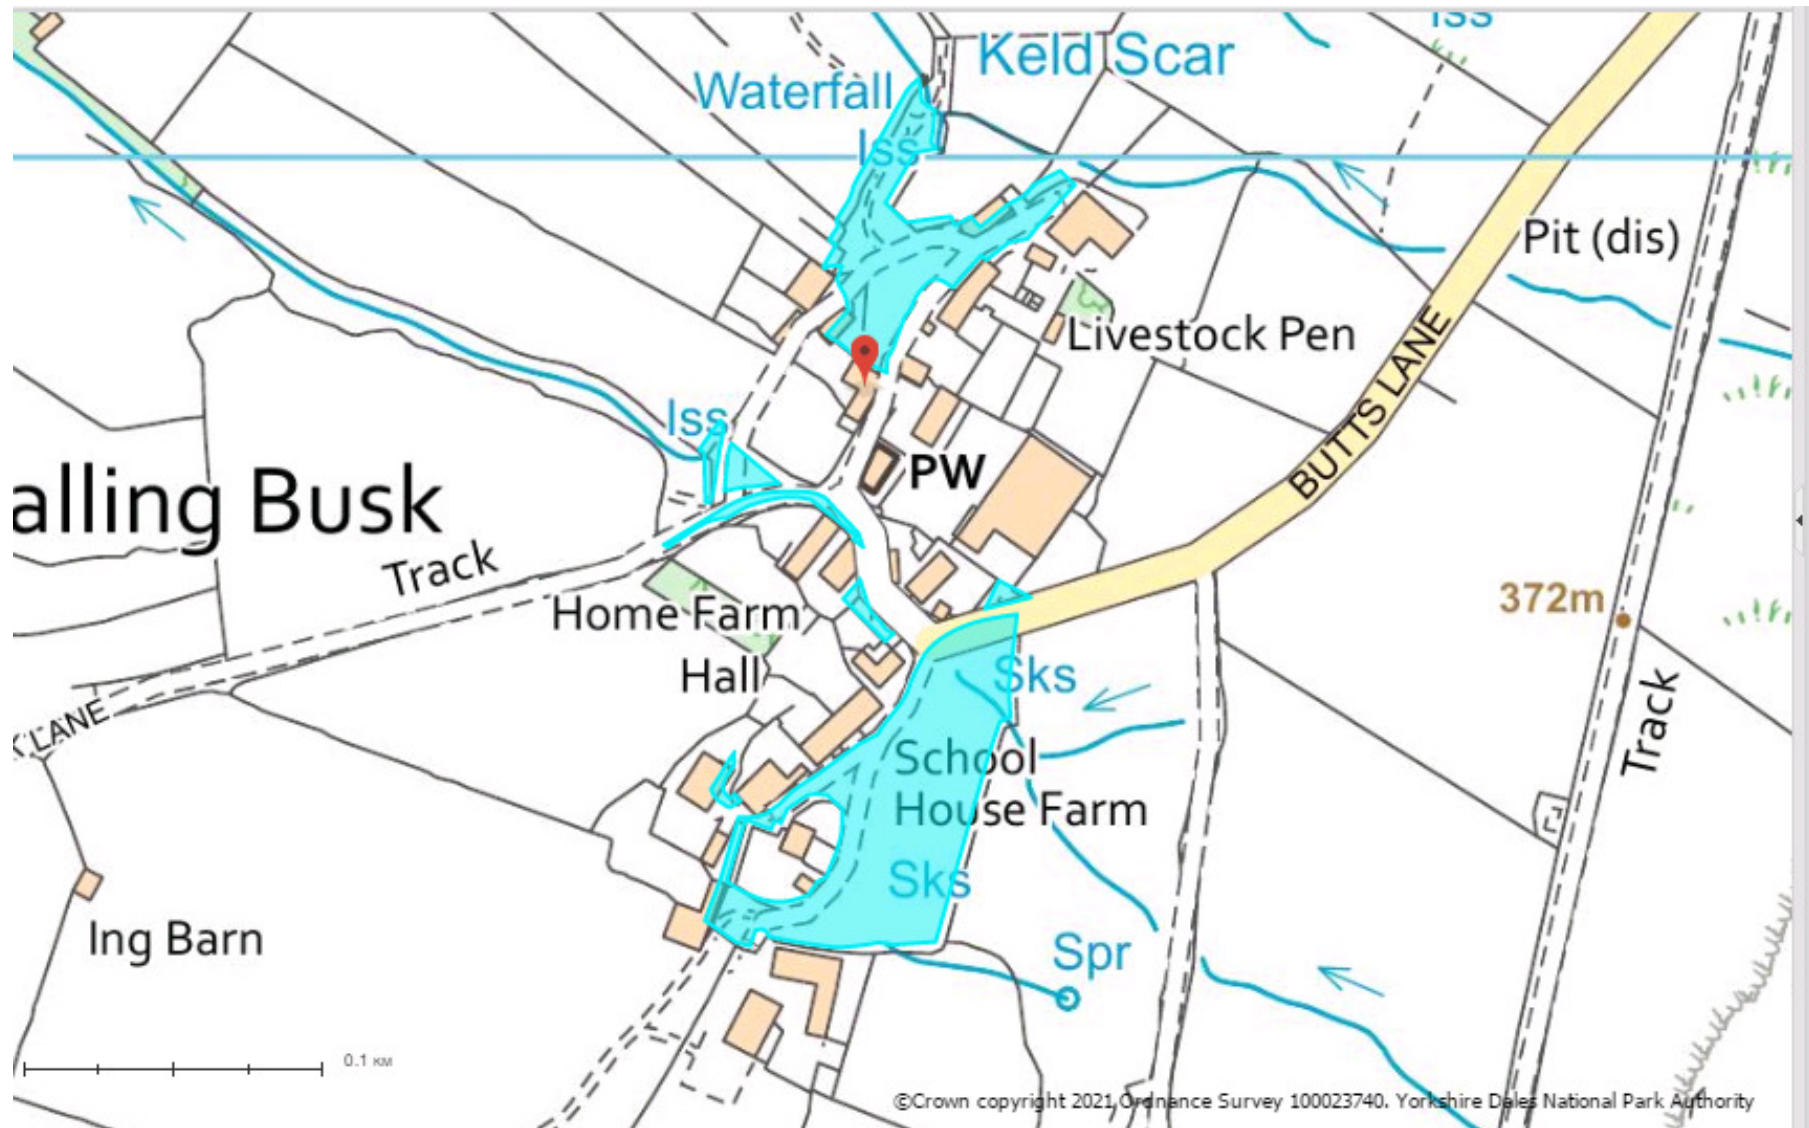 Iss
Keld Scar
Waterfall
Iss
Pit (dis)
Livestock Pen
BUTTS LANE
Iss
PW
alling Busk
Track
372m
Home Farm
Hall
Sks
Track
K LANE
School
House Farm
Sks
Ing Barn
Spr
0.1 км
©Crown copyright 2021 Ordnance Survey 100023740. Yorkshire Dales National Park Authority